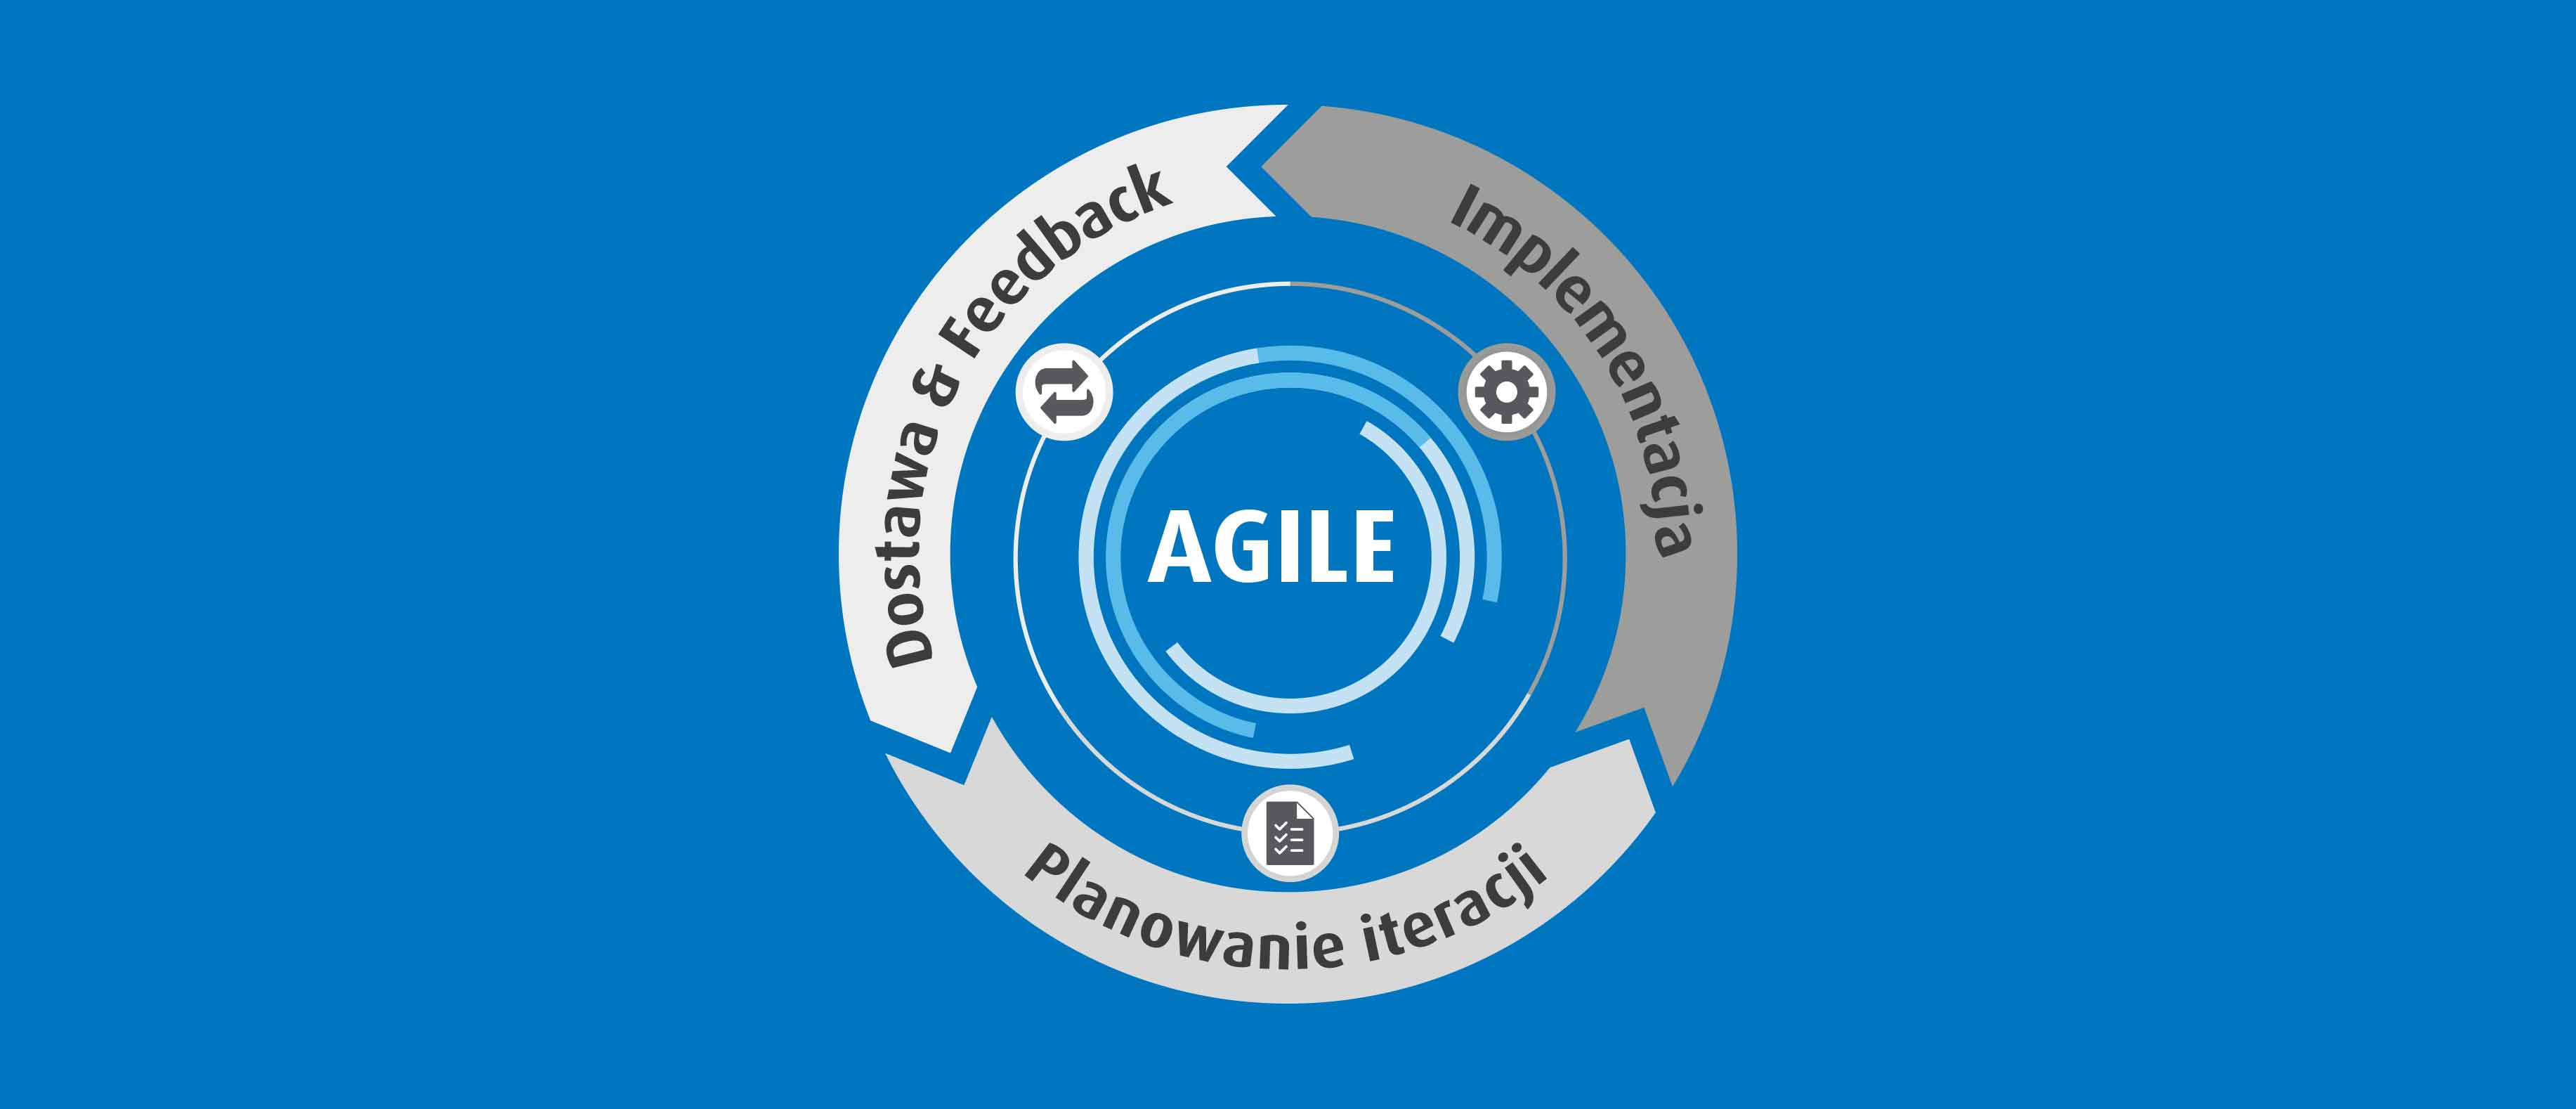 Dostawa & Feedback
Implementacja
AGILE
Planowanie iteracji